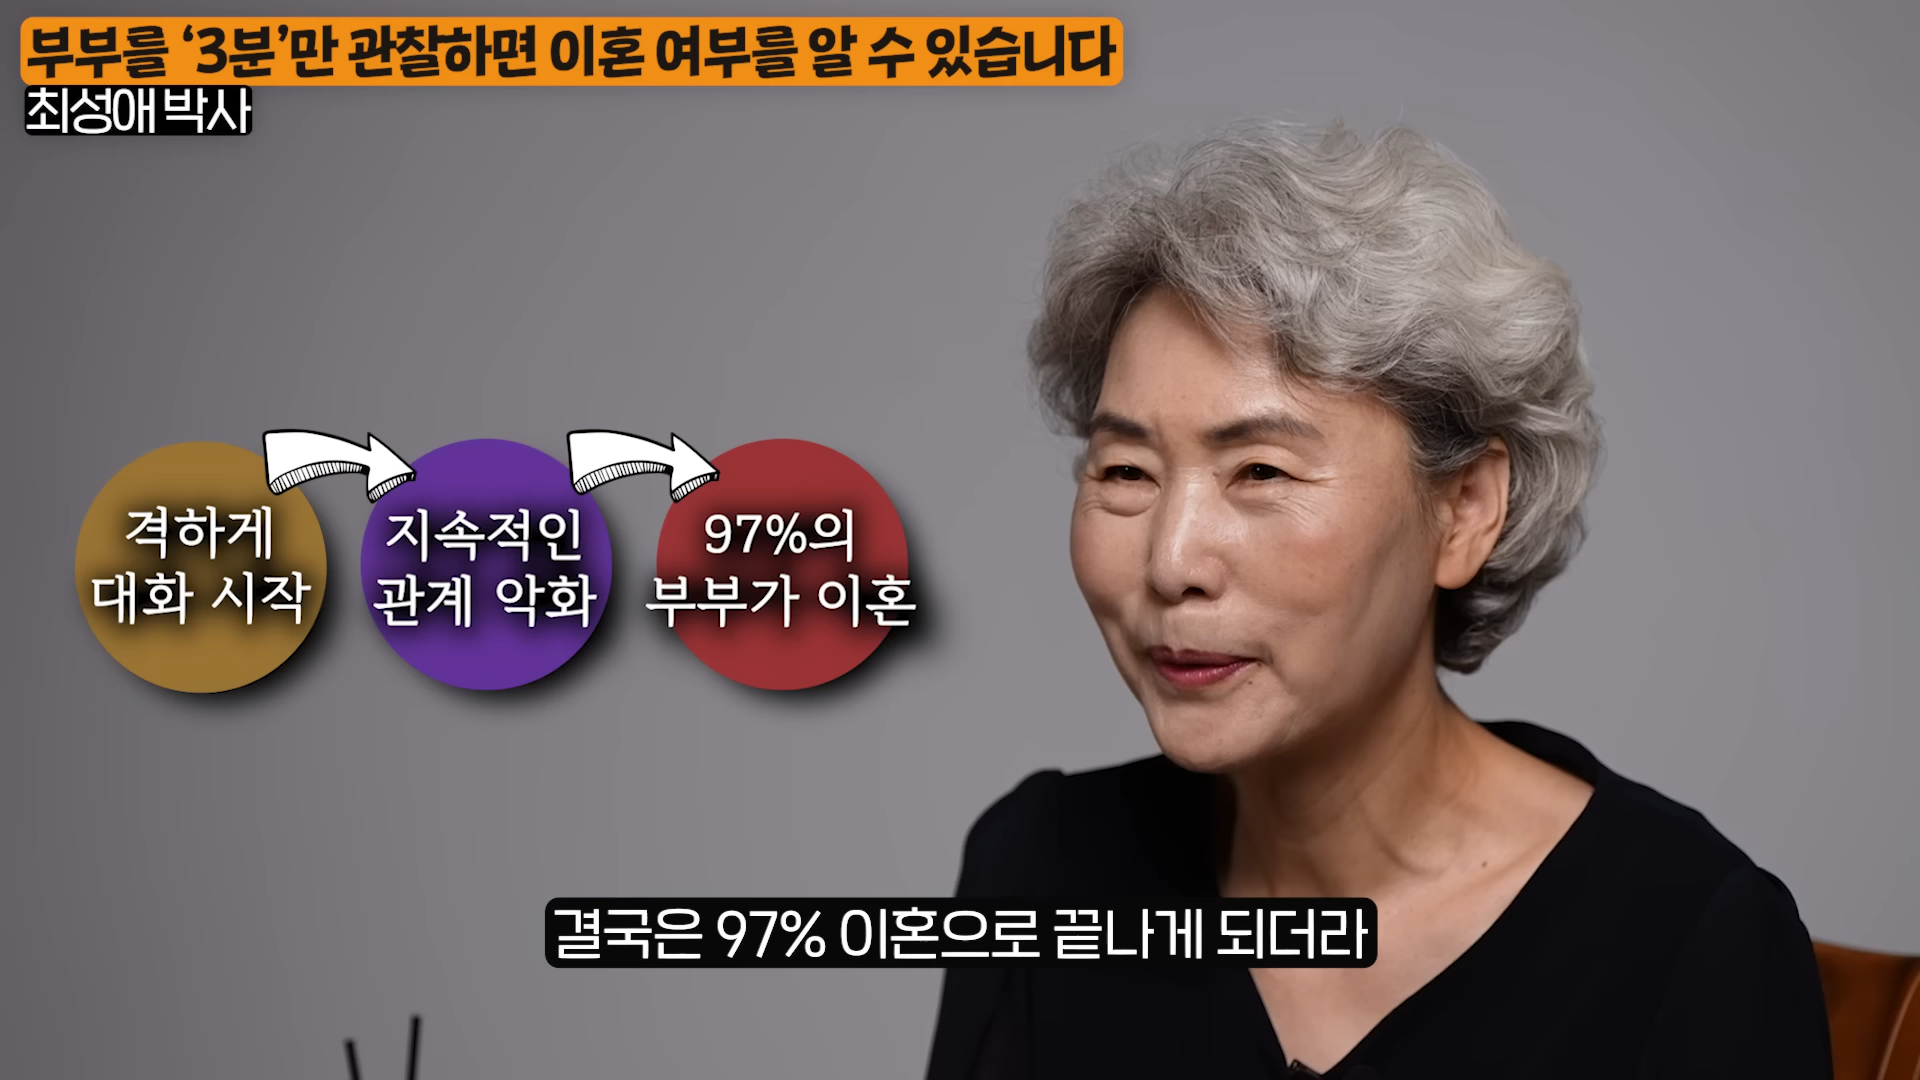 부부를 ‘3분’만 관찰하면 이혼 여부를 알 수 있습니다
최성애 박사
격하게
대화 시작
지속적인
관계 악화
97%의
부부가 이혼
결국은 97% 이혼으로 끝나게 되더라